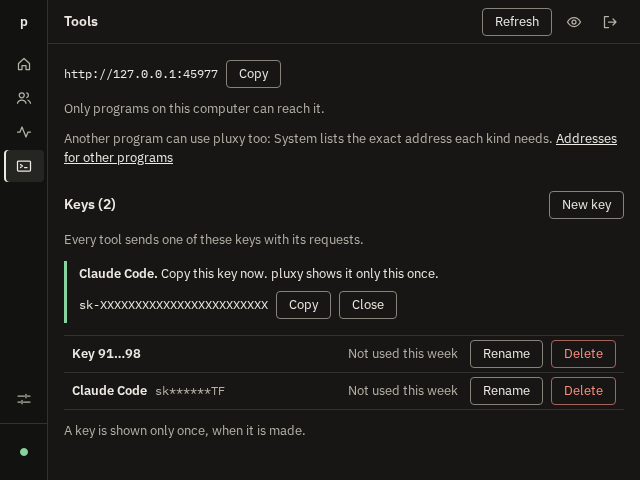 p
Tools
Refresh
http://127.0.0.1:45977
Copy
Only programs on this computer can reach it.
Another program can use pluxy too: System lists the exact address each kind needs. Addresses
for other programs
Keys (2)
New key
Every tool sends one of these keys with its requests.
Claude Code. Copy this key now. pluxy shows it only this once.
sk-XXXXXXXXXXXXXXXXXXXXXXXX
Copy
Close
Key 91…98
Not used this week
Rename
Delete
Claude Code sk******TF
Not used this week
Rename
Delete
A key is shown only once, when it is made.